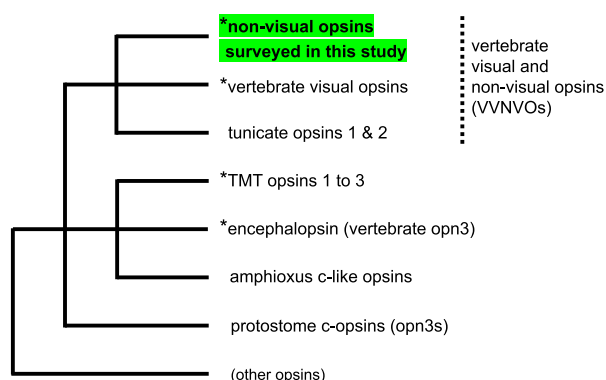 *non-visual opsins
surveyed in this study
*vertebrate visual opsins
tunicate opsins 1 & 2
vertebrate
visual and
non-visual opsins
(VVNVOs)
*TMT opsins 1 to 3
*encephalopsin (vertebrate opn3)
amphioxus c-like opsins
protostome c-opsins (opn3s)
(other opsins)